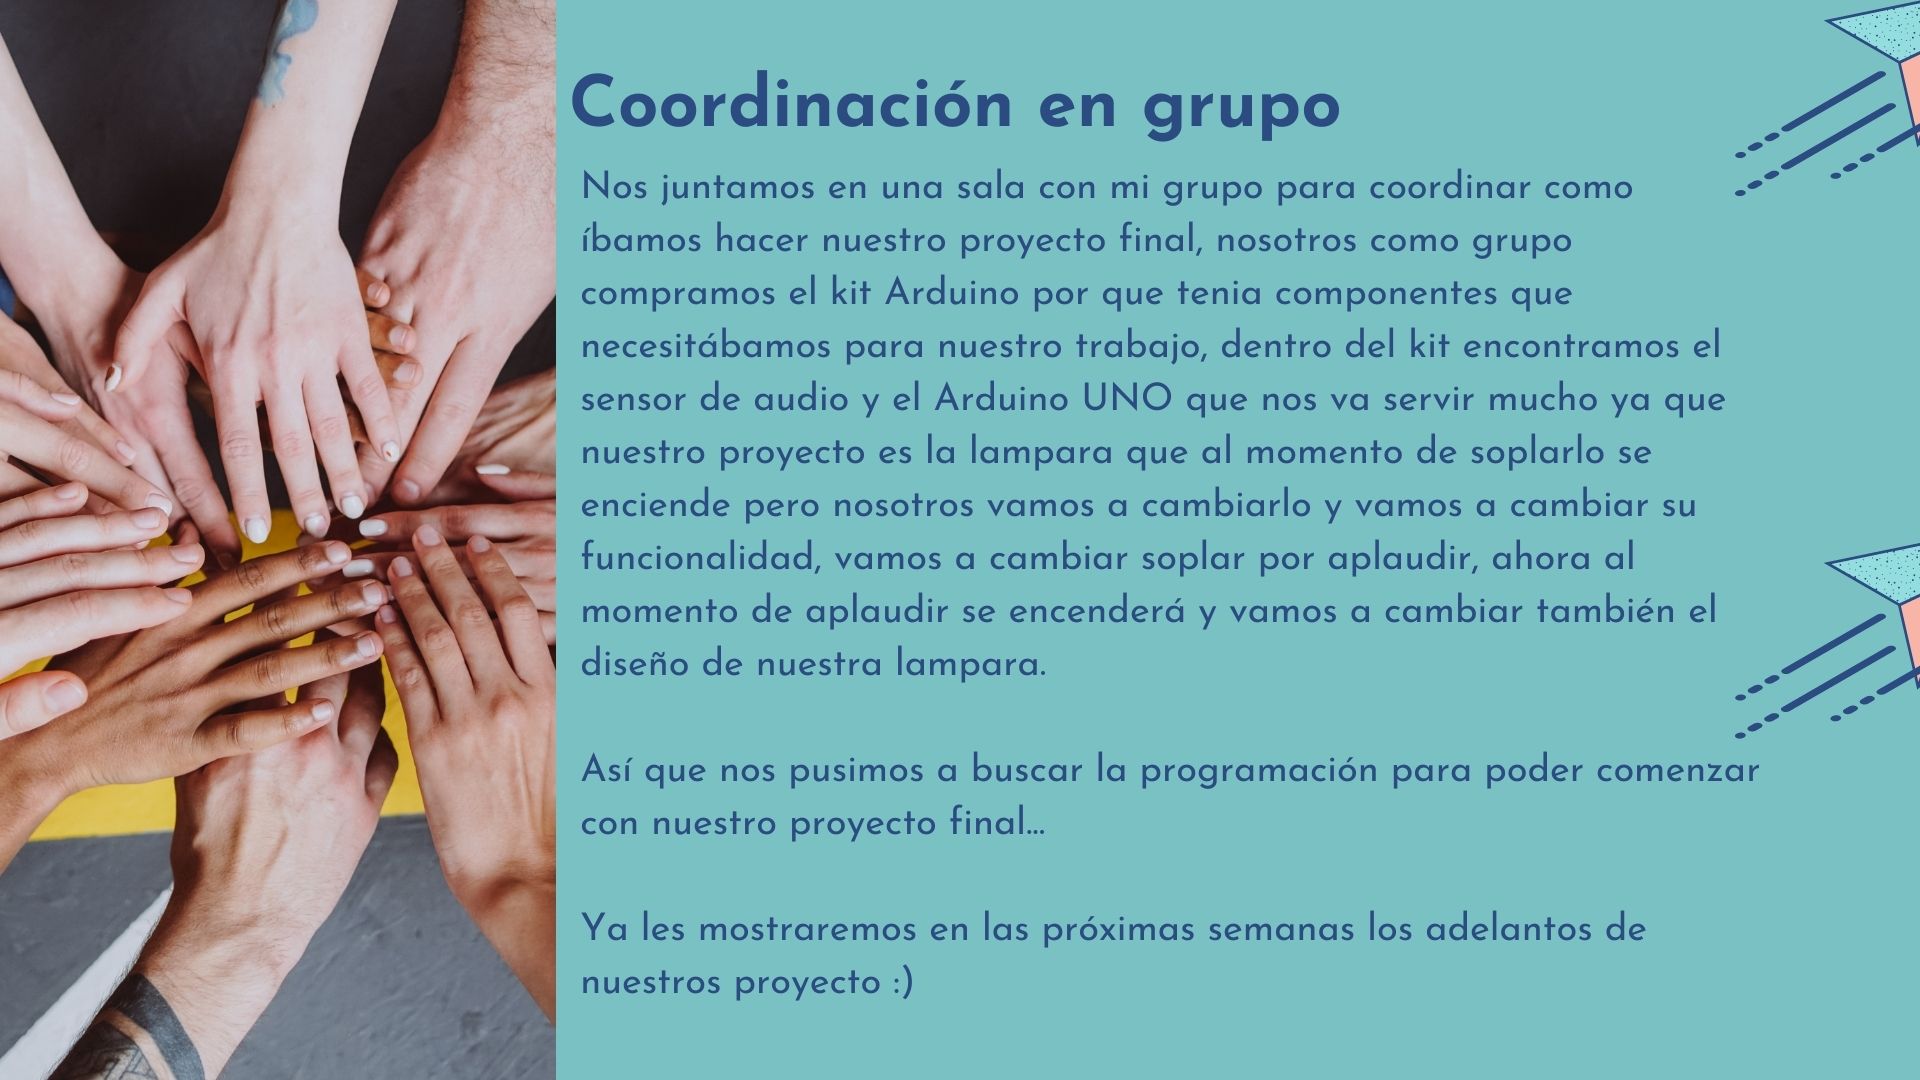 Coordinación en grupo
Nos juntamos en una sala con mi grupo para coordinar como
íbamos hacer nuestro proyecto final, nosotros como grupo
compramos el kit Arduino por que tenia componentes que
necesitábamos para nuestro trabajo, dentro del kit encontramos el
sensor de audio y el Arduino UNO que nos va servir mucho ya que
nuestro proyecto es la lampara que al momento de soplarlo se
enciende pero nosotros vamos a cambiarlo y vamos a cambiar su
funcionalidad, vamos a cambiar soplar por aplaudir, ahora al
momento de aplaudir se encenderá y vamos a cambiar también el
diseño de nuestra lampara.
Así que nos pusimos a buscar la programación para poder comenzar
con nuestro proyecto final...
Ya les mostraremos en las próximas semanas los adelantos de
nuestros proyecto :)